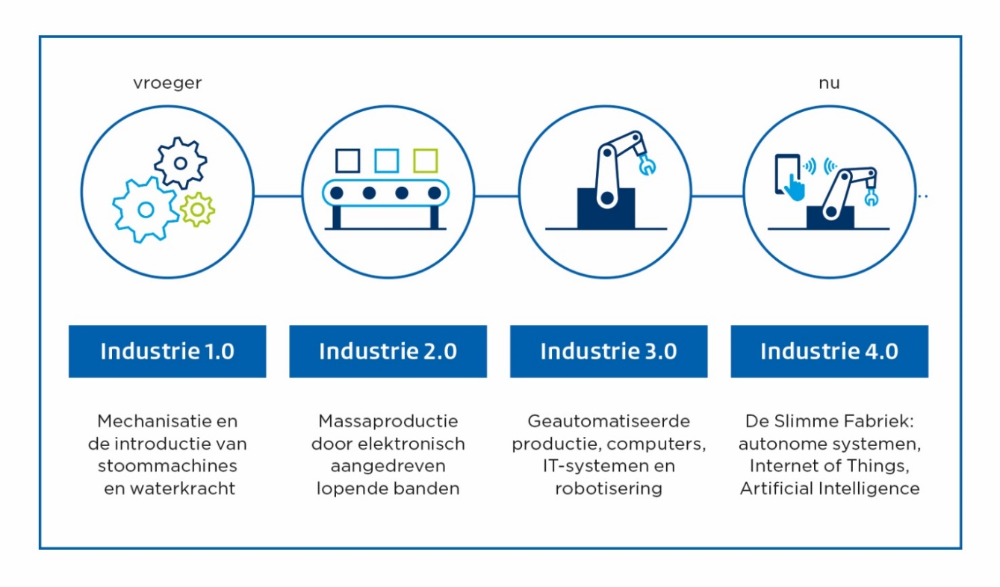 vroeger
nu
Industrie 1.0
Industrie 2.0
Industrie 3.0
Industrie 4.0
Mechanisatie en
de introductie van
stoommachines
en waterkracht
Massaproductie
door elektronisch
aangedreven
lopende banden
Geautomatiseerde
productie, computers,
IT-systemen en
robotisering
De Slimme Fabriek:
autonome systemen,
Internet of Things,
Artificial Intelligence